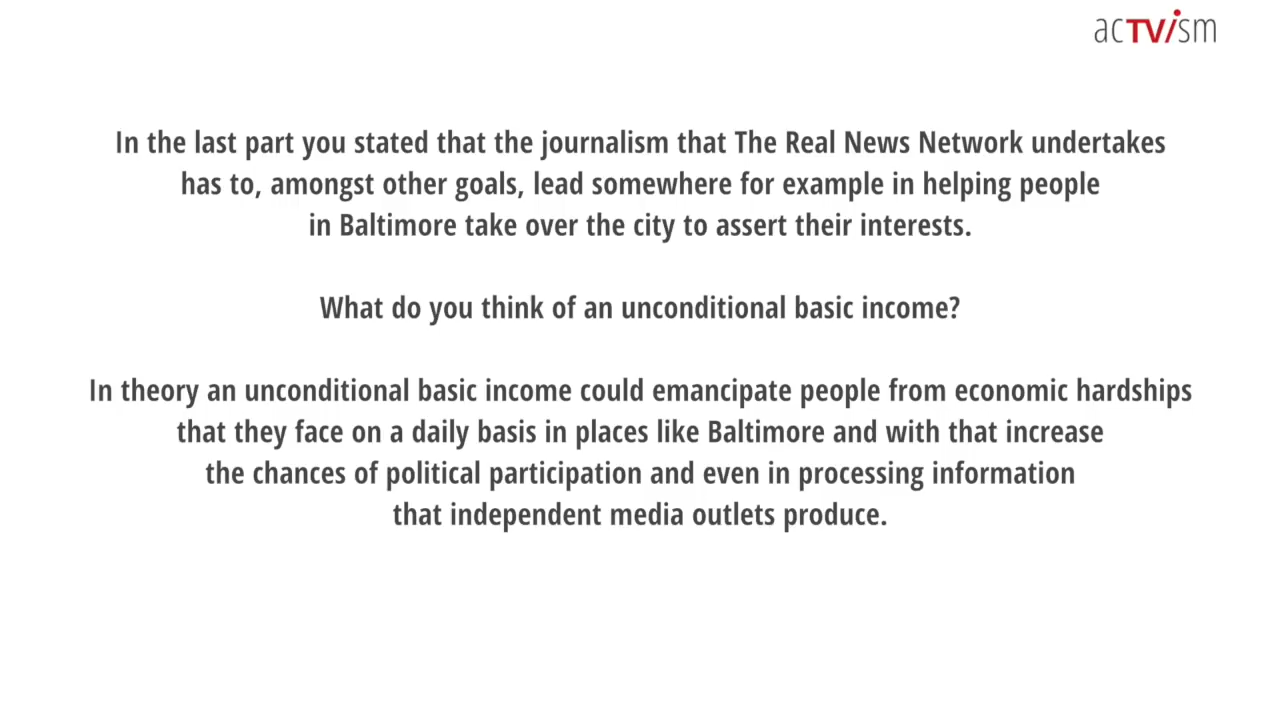 acTVism
In the last part you stated that the journalism that The Real News Network undertakes
has to, amongst other goals, lead somewhere for example in helping people
in Baltimore take over the city to assert their interests.
What do you think of an unconditional basic income?
In theory an unconditional basic income could emancipate people from economic hardships
that they face on a daily basis in places like Baltimore and with that increase
the chances of political participation and even in processing information
that independent media outlets produce.